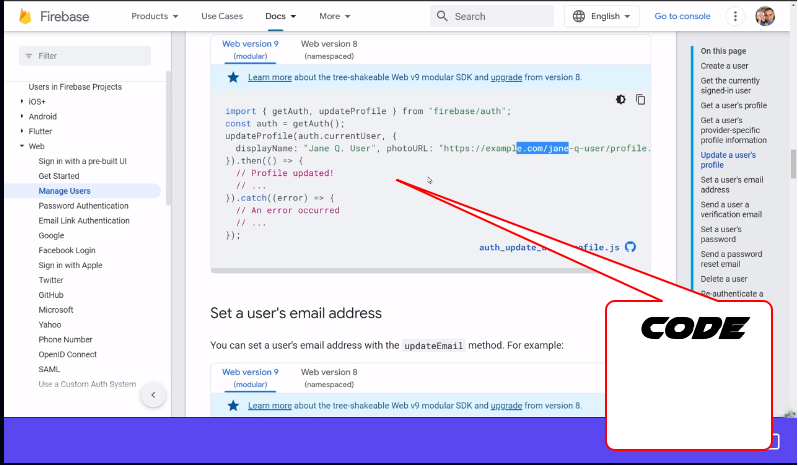 Firebase
Products
Use Cases
Docs
More
Search
English
Go to console
Filter
Users in Firebase Projects
iOS+
Android
Flutter
Web
Sign in with a pre-built UI
Get Started
Manage Users
Password Authentication
Email Link Authentication
Google
Facebook Login
Sign in with Apple
Twitter
GitHub
Microsoft
Yahoo
Phone Number
OpenID Connect
SAML
Use a Custom Auth System
Web version 9
(modular)
Web version 8
(namespaced)
Learn more about the tree-shakeable Web v9 modular SDK and upgrade from version 8.
import { getAuth, updateProfile } from "firebase/auth";
const auth = getAuth();
updateProfile(auth.currentUser, {
displayName: "Jane Q. User", photoURL: "https://example.com/jane-q-user/profile.
}).then(() => {
// Profile updated!
// ...
}).catch((error) => {
// An error occurred
// ...
});
Set a user's email address
You can set a user's email address with the updateEmail method. For example:
Web version 9
(modular)
Web version 8
(namespaced)
Learn more about the tree-shakeable Web v9 modular SDK and upgrade from version 8.
On this page
Create a user
Get the currently
signed-in user
Get a user's profile
Get a user's
provider-specific
profile information
Update a user's
profile
Set a user's email
address
Send a user a
verification email
Set a user's
password
Send a password
reset email
Delete a user
Re-authenticate a
CODE